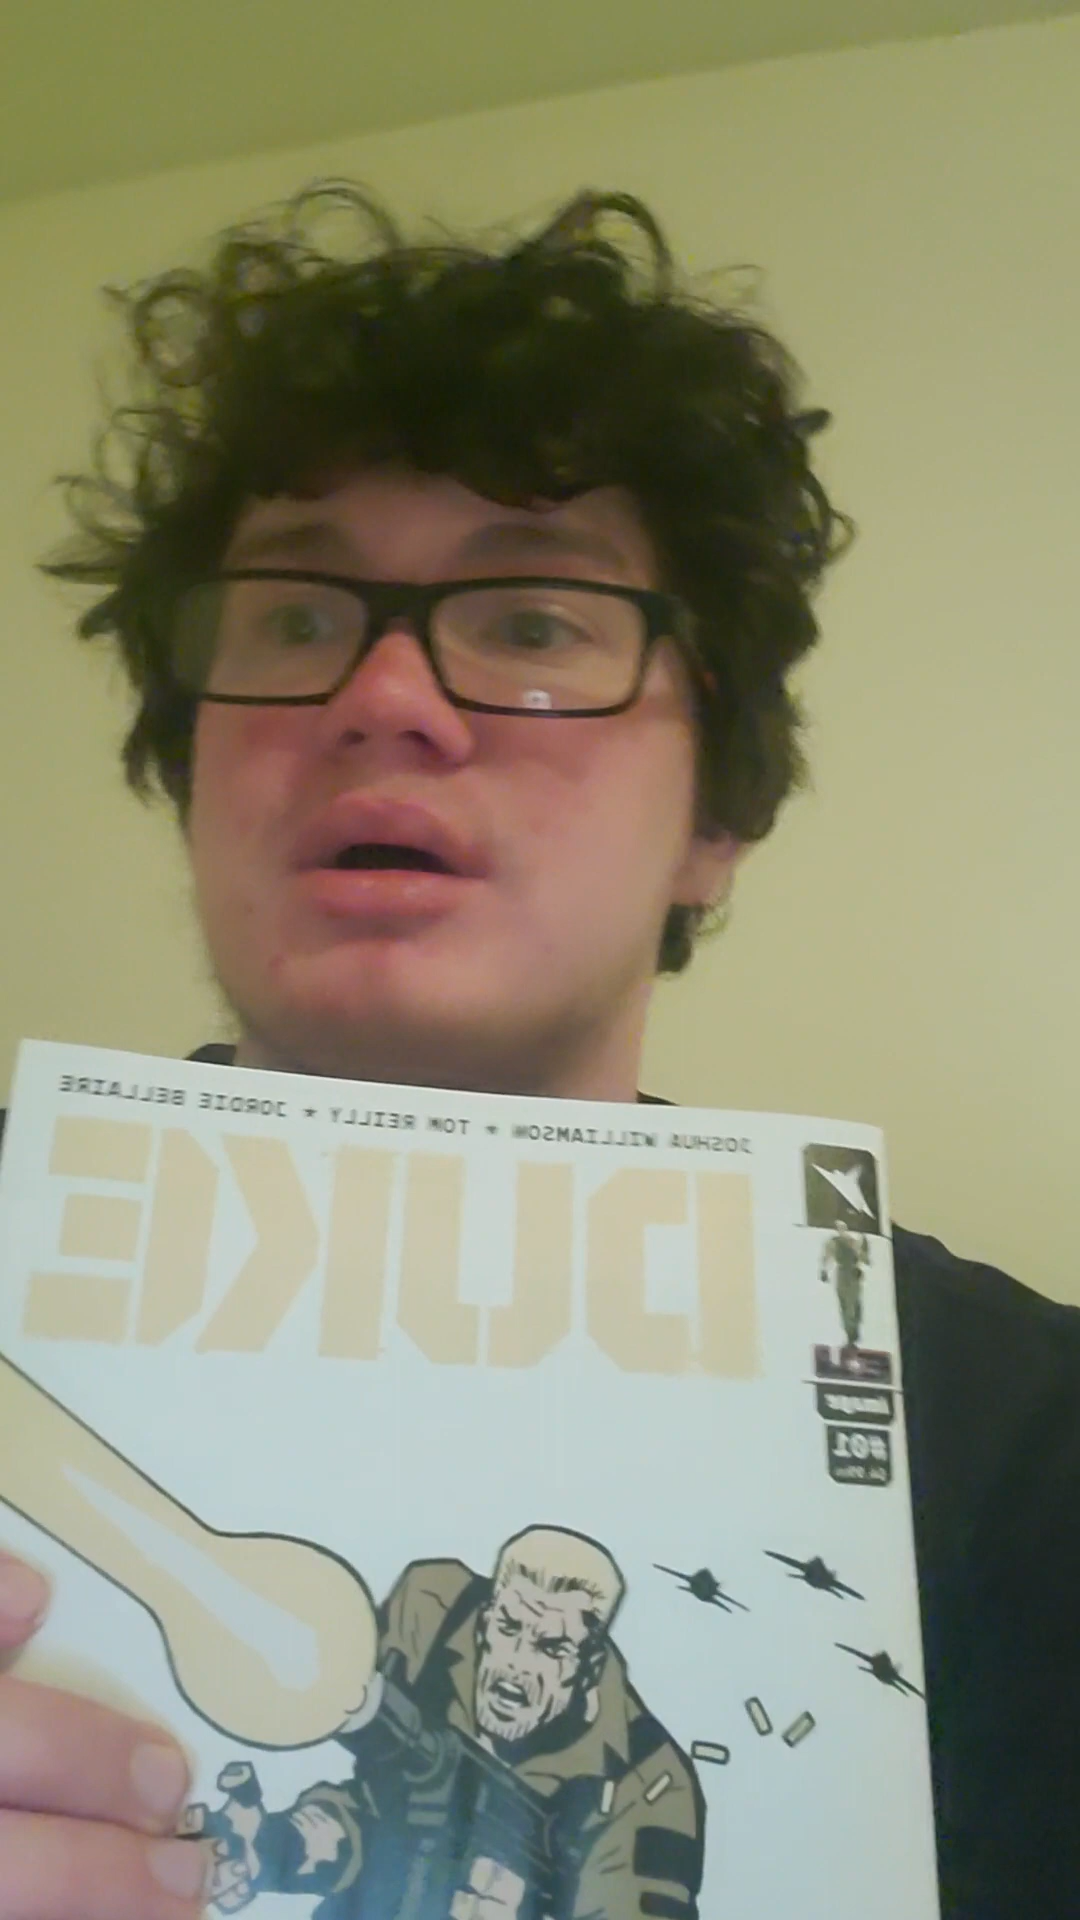 JOSHUA WILLIAMSON ★ TOM REILLY ★ JORDIE BELLAIRE
DUKE
image
#01